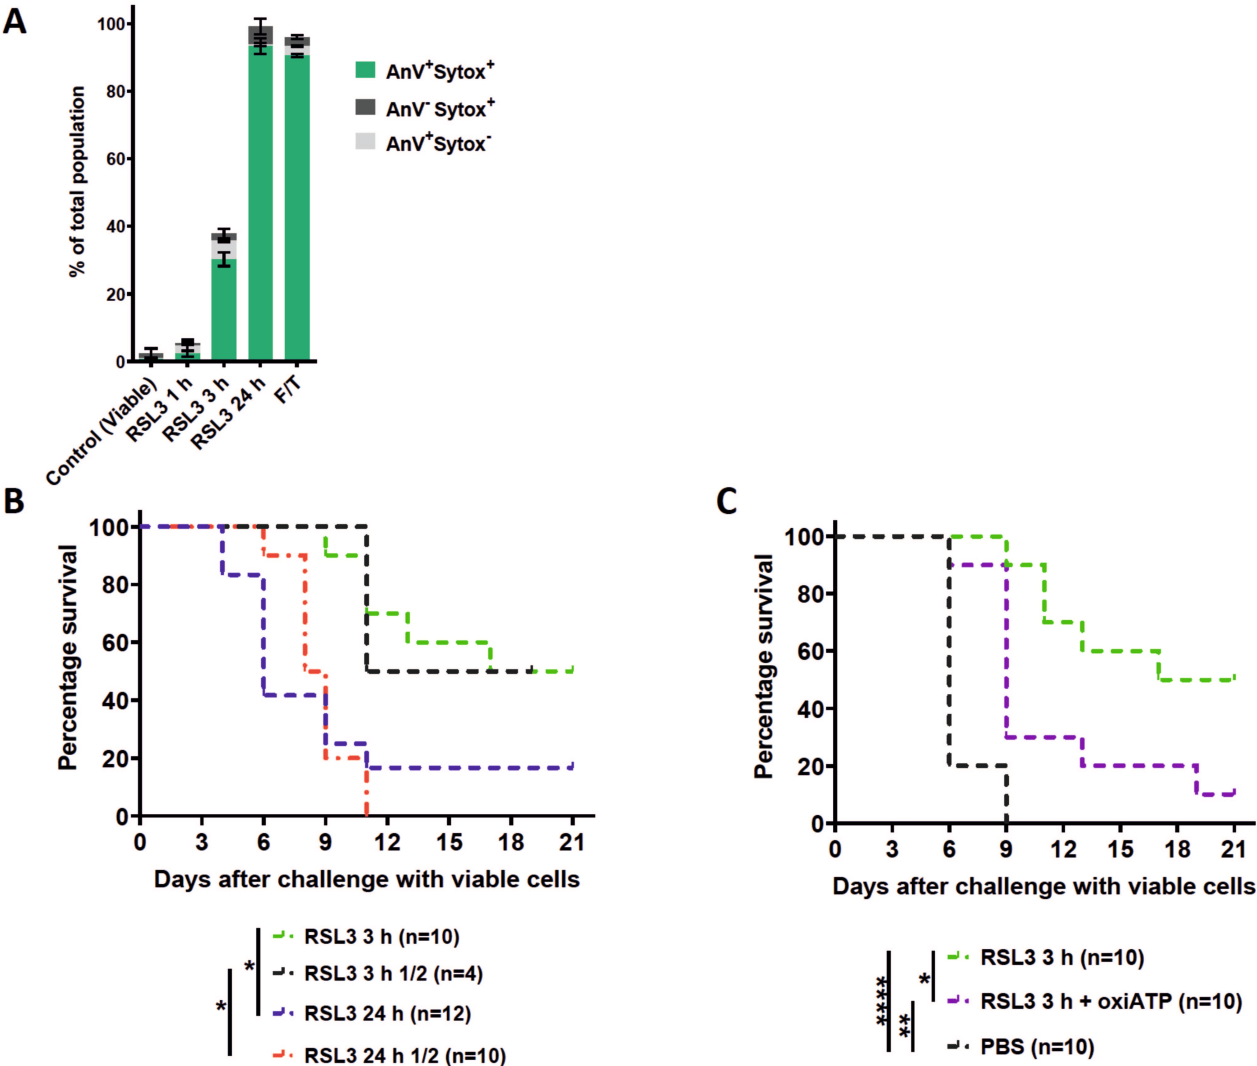 A
100
80
60
40
20
0
% of total population
Control (Viable)
RSL3 1 h
RSL3 3 h
RSL3 24 h
F/T
AnV⁺Sytox⁺
AnV⁻ Sytox⁺
AnV⁺Sytox⁻
B
100
80
60
40
20
0
Percentage survival
0 3 6 9 12 15 18 21
Days after challenge with viable cells
RSL3 3 h (n=10)
RSL3 3 h 1/2 (n=4)
RSL3 24 h (n=12)
RSL3 24 h 1/2 (n=10)
*
*
C
100
80
60
40
20
0
Percentage survival
0 3 6 9 12 15 18 21
Days after challenge with viable cells
RSL3 3 h (n=10)
RSL3 3 h + oxiATP (n=10)
PBS (n=10)
****
**
*